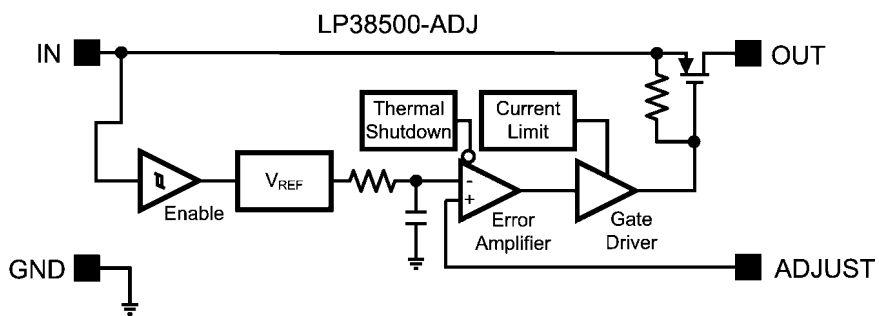 LP38500-ADJ
IN
OUT
Thermal
Shutdown
Current
Limit
VREF
-
+
Enable
Error
Amplifier
Gate
Driver
GND
ADJUST